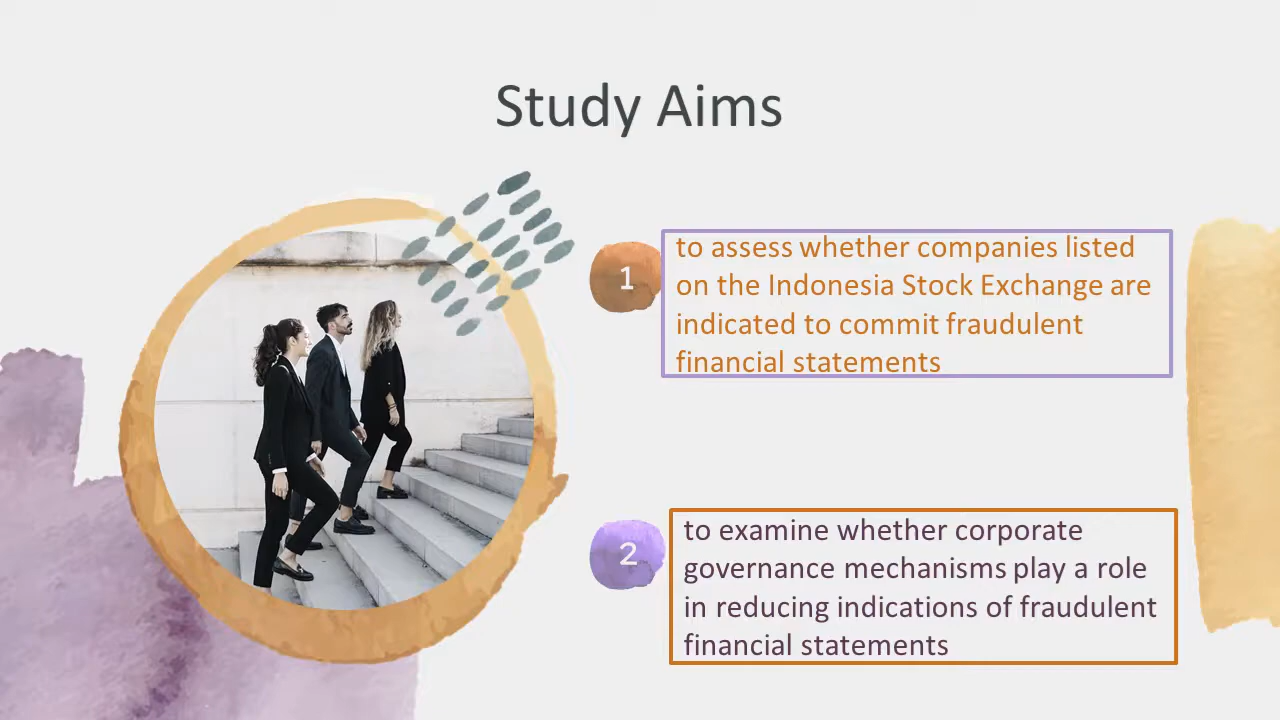 Study Aims
1
to assess whether companies listed
on the Indonesia Stock Exchange are
indicated to commit fraudulent
financial statements
2
to examine whether corporate
governance mechanisms play a role
in reducing indications of fraudulent
financial statements